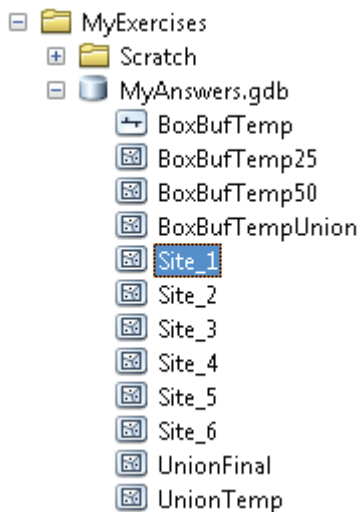 MyExercises
Scratch
MyAnswers.gdb
BoxBufTemp
BoxBufTemp25
BoxBufTemp50
BoxBufTempUnion
Site_1
Site_2
Site_3
Site_4
Site_5
Site_6
UnionFinal
UnionTemp